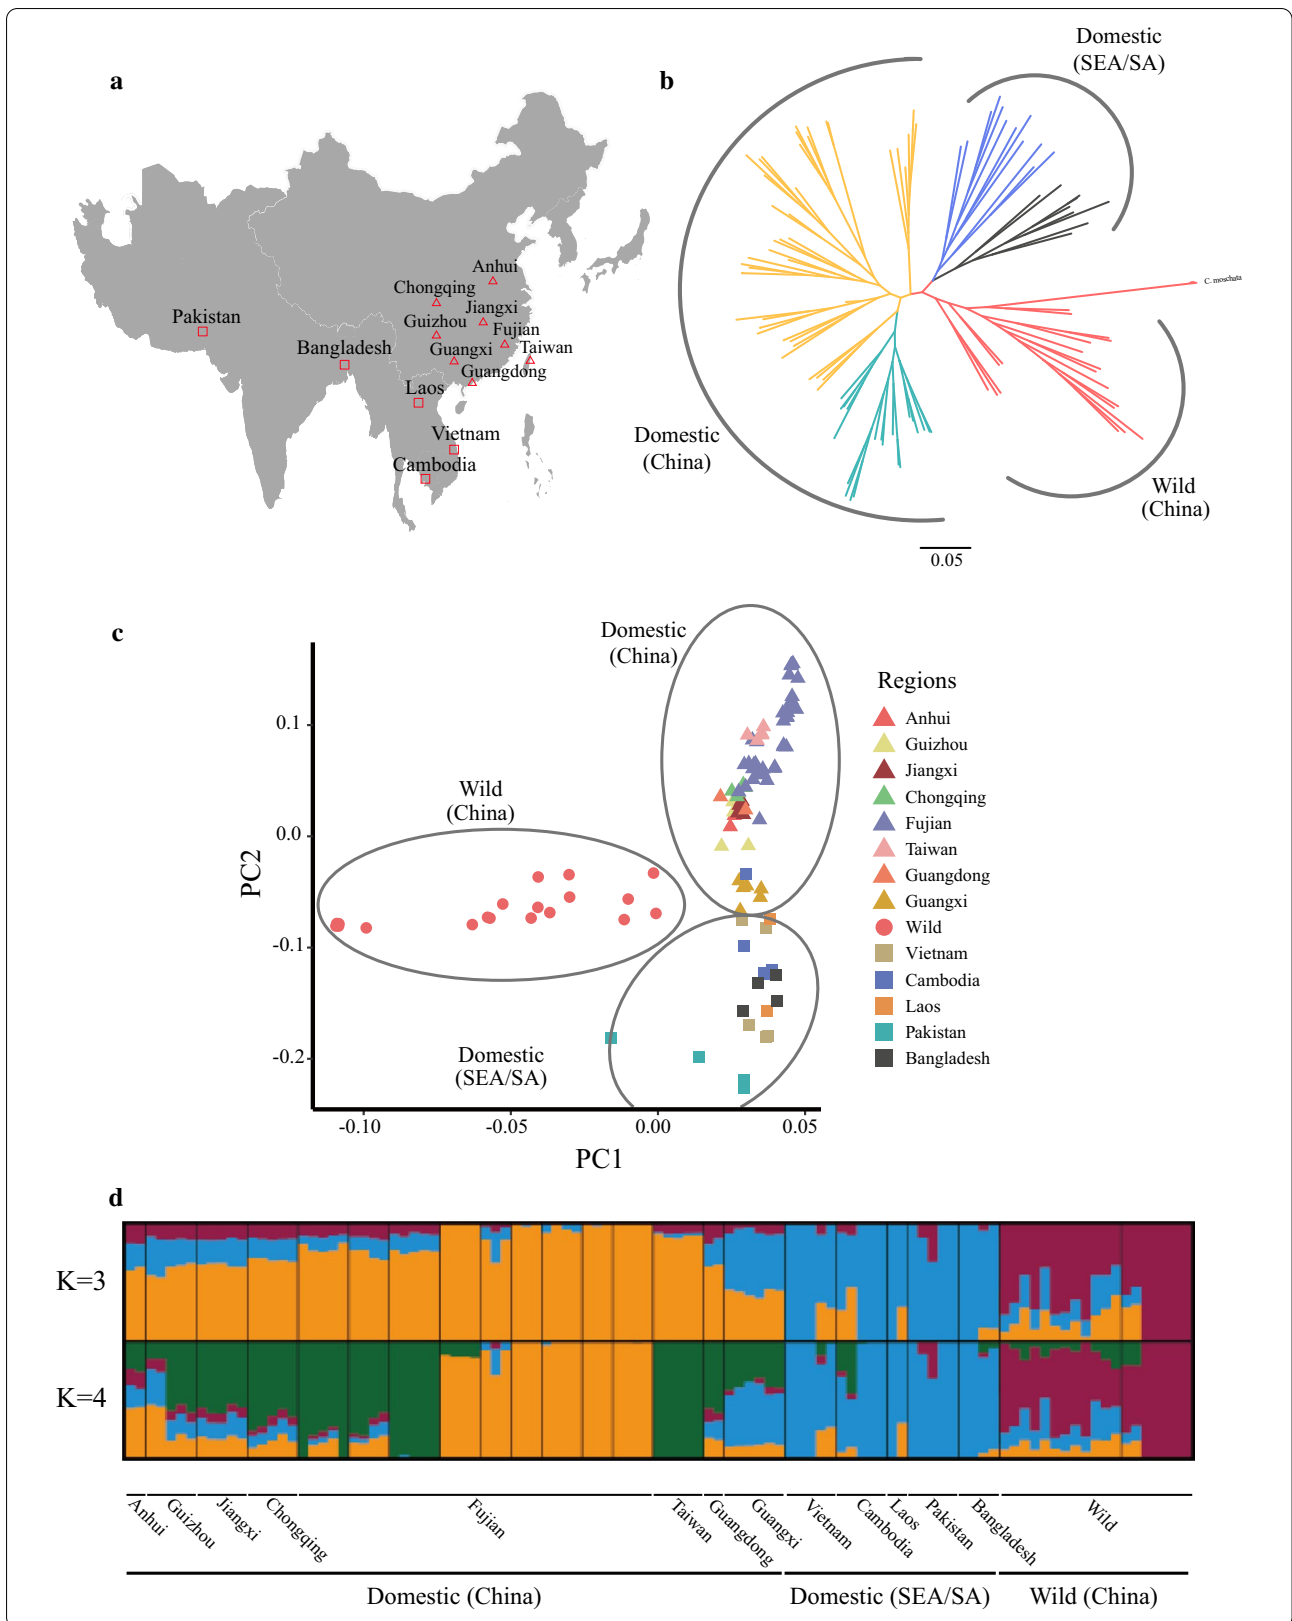 a
Anhui
Chongqing
Jiangxi
Pakistan
Guizhou
Fujian
Bangladesh
Guangxi
Taiwan
Guangdong
Laos
Vietnam
Cambodia
b
Domestic
(SEA/SA)
C. moschata
Domestic
(China)
Wild
(China)
0.05
c
Domestic
(China)
Wild
(China)
Domestic
(SEA/SA)
PC2
0.1
0.0
-0.1
-0.2
-0.10
-0.05
0.00
0.05
PC1
Regions
Anhui
Guizhou
Jiangxi
Chongqing
Fujian
Taiwan
Guangdong
Guangxi
Wild
Vietnam
Cambodia
Laos
Pakistan
Bangladesh
d
K=3
K=4
Anhui
Guizhou
Jiangxi
Chongqing
Fujian
Taiwan
Guangdong
Guangxi
Vietnam
Cambodia
Laos
Pakistan
Bangladesh
Wild
Domestic (China)
Domestic (SEA/SA)
Wild (China)